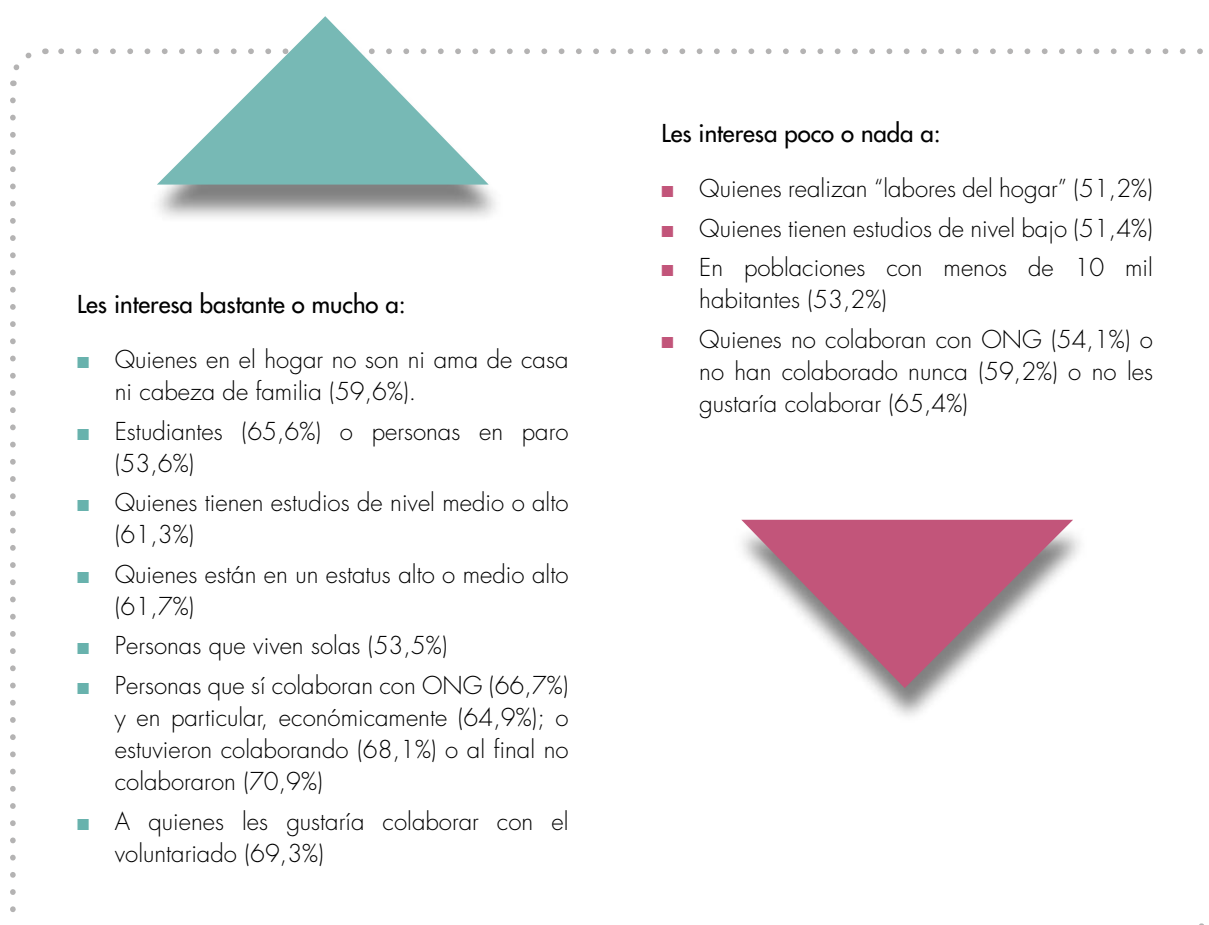 Les interesa bastante o mucho a:
Quienes en el hogar no son ni ama de casa
ni cabeza de familia (59,6%).
Estudiantes (65,6%) o personas en paro
(53,6%)
Quienes tienen estudios de nivel medio o alto
(61,3%)
Quienes están en un estatus alto o medio alto
(61,7%)
Personas que viven solas (53,5%)
Personas que sí colaboran con ONG (66,7%)
y en particular, económicamente (64,9%); o
estuvieron colaborando (68,1%) o al final no
colaboraron (70,9%)
A quienes les gustaría colaborar con el
voluntariado (69,3%)
Les interesa poco o nada a:
Quienes realizan “labores del hogar” (51,2%)
Quienes tienen estudios de nivel bajo (51,4%)
En poblaciones con menos de 10 mil
habitantes (53,2%)
Quienes no colaboran con ONG (54,1%) o
no han colaborado nunca (59,2%) o no les
gustaría colaborar (65,4%)